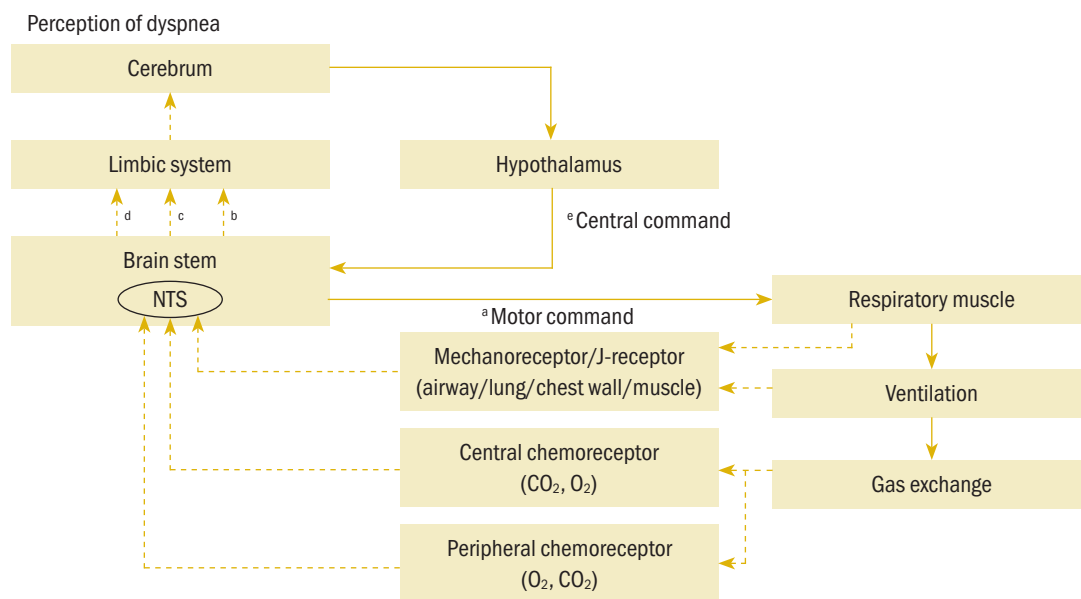 Perception of dyspnea
Cerebrum
Limbic system
Hypothalamus
d
c
b
e Central command
Brain stem
NTS
a Motor command
Respiratory muscle
Mechanoreceptor/J-receptor
(airway/lung/chest wall/muscle)
Ventilation
Central chemoreceptor
(CO₂, O₂)
Gas exchange
Peripheral chemoreceptor
(O₂, CO₂)